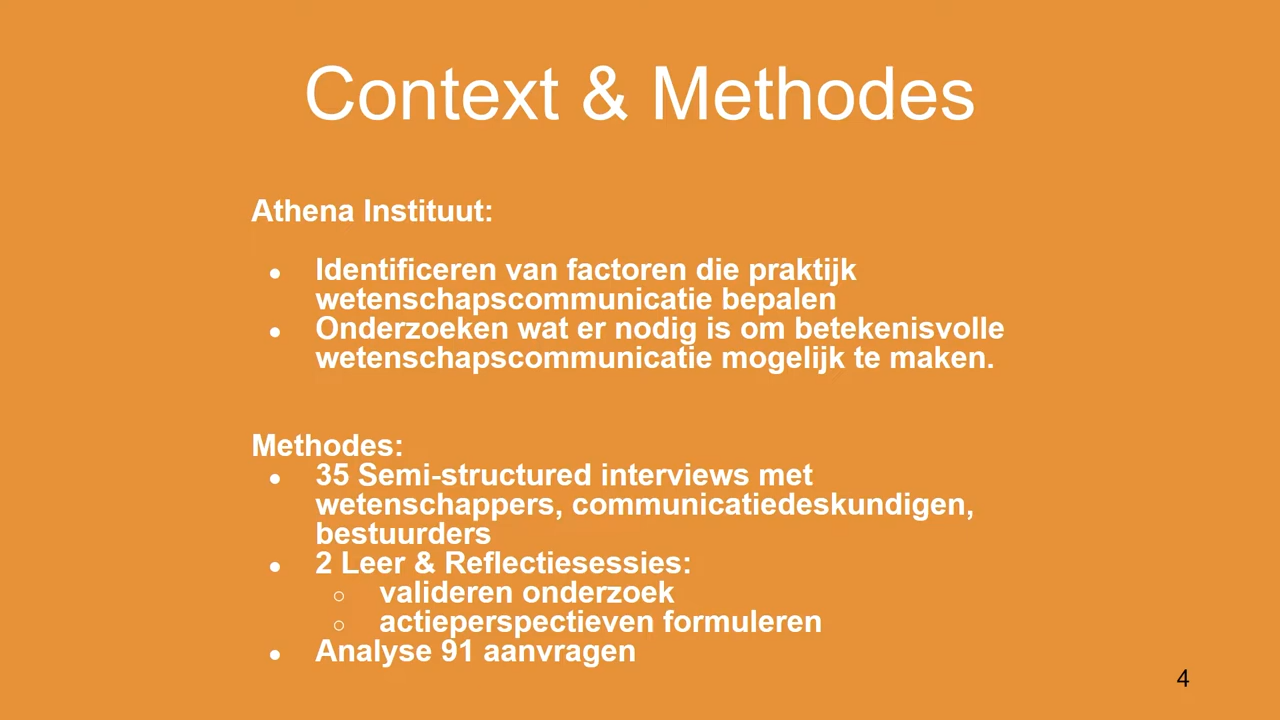 Context & Methodes
Athena Instituut:
● Identificeren van factoren die praktijk
wetenschapscommunicatie bepalen
● Onderzoeken wat er nodig is om betekenisvolle
wetenschapscommunicatie mogelijk te maken.
Methodes:
● 35 Semi-structured interviews met
wetenschappers, communicatiedeskundigen,
bestuurders
● 2 Leer & Reflectiesessies:
○ valideren onderzoek
○ actieperspectieven formuleren
● Analyse 91 aanvragen
4